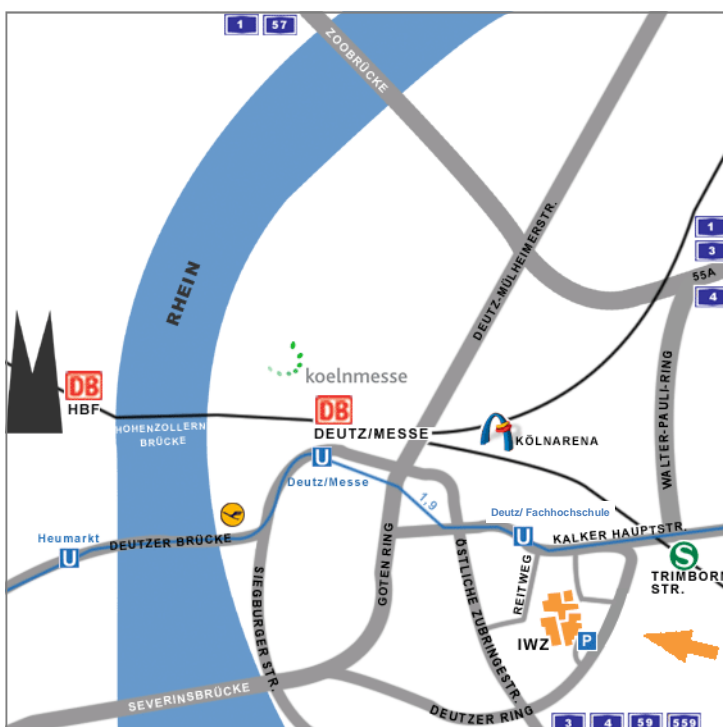 1 57
ZOOBRÜCKE
RHEIN
DEUTZ-MÜLHEIMERSTR.
1
3
55A
4
koelnmesse
DB
HBF
DB
DEUTZ/MESSE
HOHENZOLLERN
BRÜCKE
KÖLNARENA
WALTER-PAULI-RING
U
Deutz/Messe
1,9
Deutz/ Fachhochschule
U
Heumarkt
U
DEUTZER BRÜCKE
KALKER HAUPTSTR.
S
TRIMBORN
STR.
SIEGBURGER STR.
GOTEN RING
ÖSTLICHE ZUBRINGESTR.
REITWEG
IWZ
P
SEVERINSBRÜCKE
DEUTZER RING
3 4 59 559